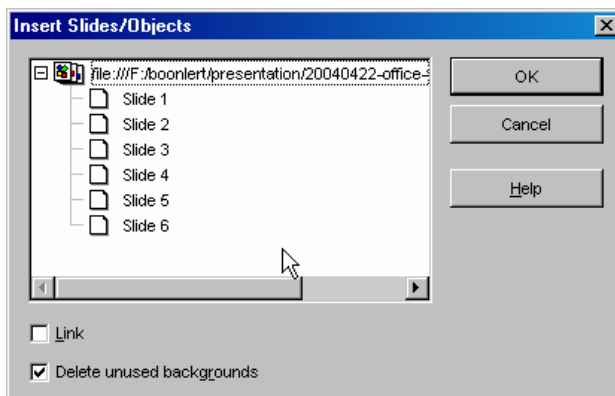 Insert Slides/Objects
file:///F:/boonlert/presentation/20040422-office-
OK
Slide 1
Slide 2
Cancel
Slide 3
Slide 4
Help
Slide 5
Slide 6
Link
Delete unused backgrounds